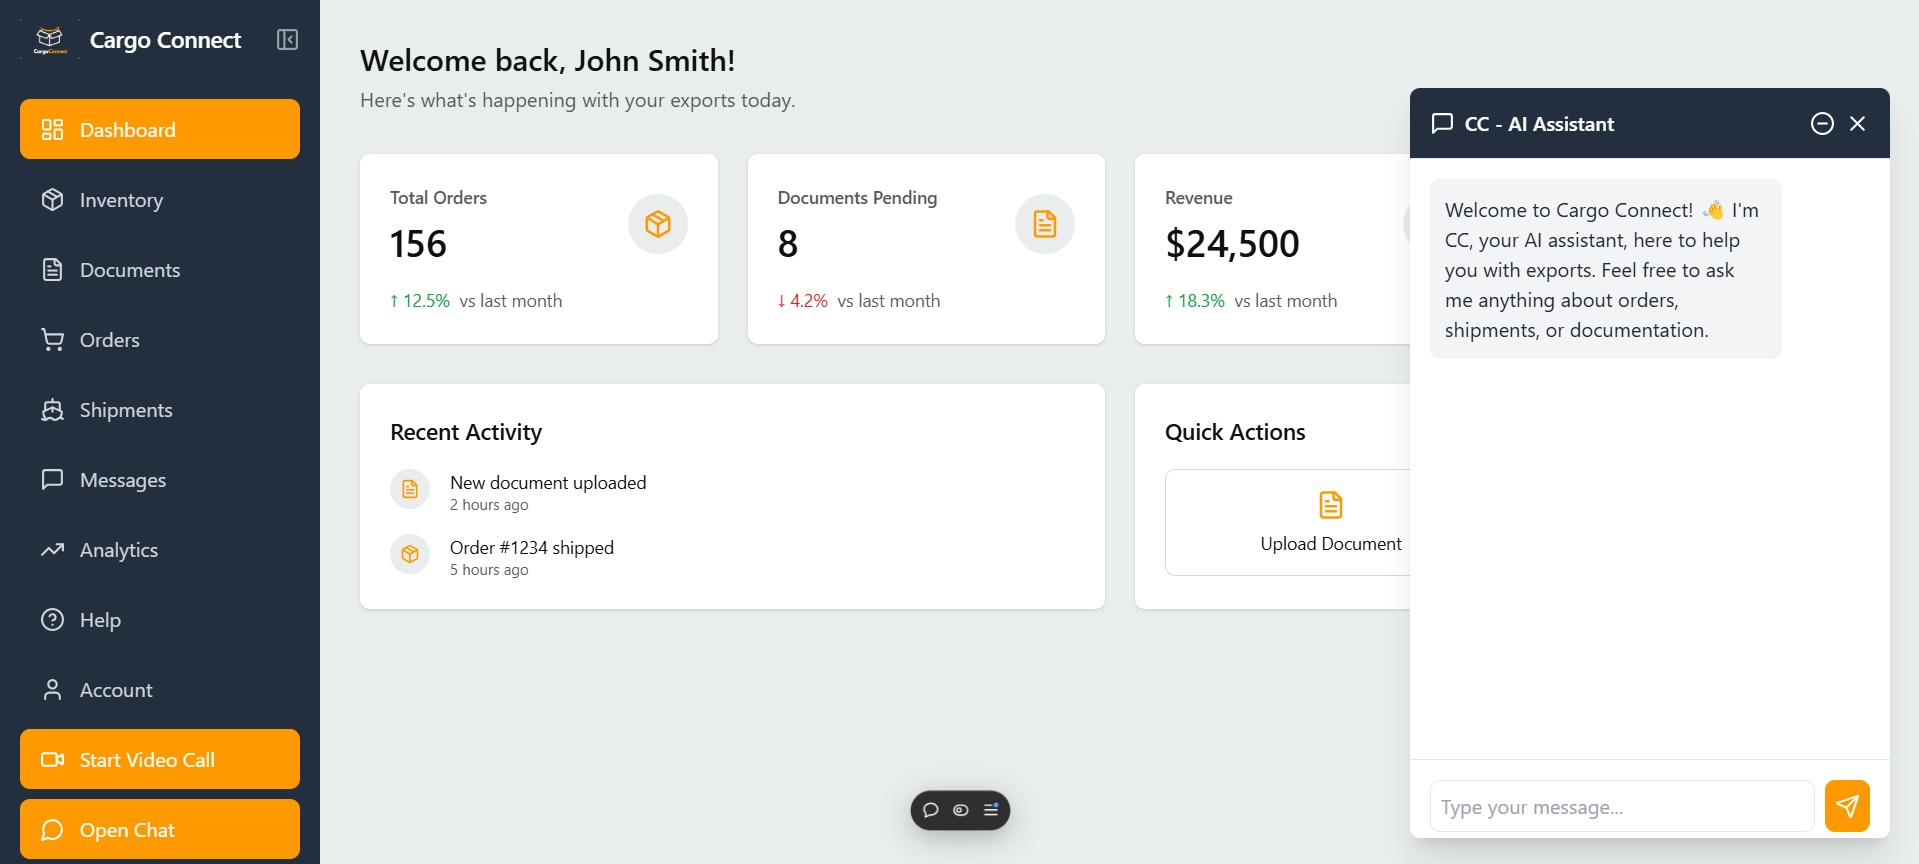 CargoConnect
Cargo Connect
Dashboard
Inventory
Documents
Orders
Shipments
Messages
Analytics
Help
Account
Start Video Call
Open Chat
Welcome back, John Smith!
Here's what's happening with your exports today.
Total Orders
156
↑ 12.5% vs last month
Documents Pending
8
↓ 4.2% vs last month
Revenue
$24,500
↑ 18.3% vs last month
Recent Activity
New document uploaded
2 hours ago
Order #1234 shipped
5 hours ago
Quick Actions
Upload Document
CC - AI Assistant
Welcome to Cargo Connect! 👋 I'm
CC, your AI assistant, here to help
you with exports. Feel free to ask
me anything about orders,
shipments, or documentation.
Type your message...